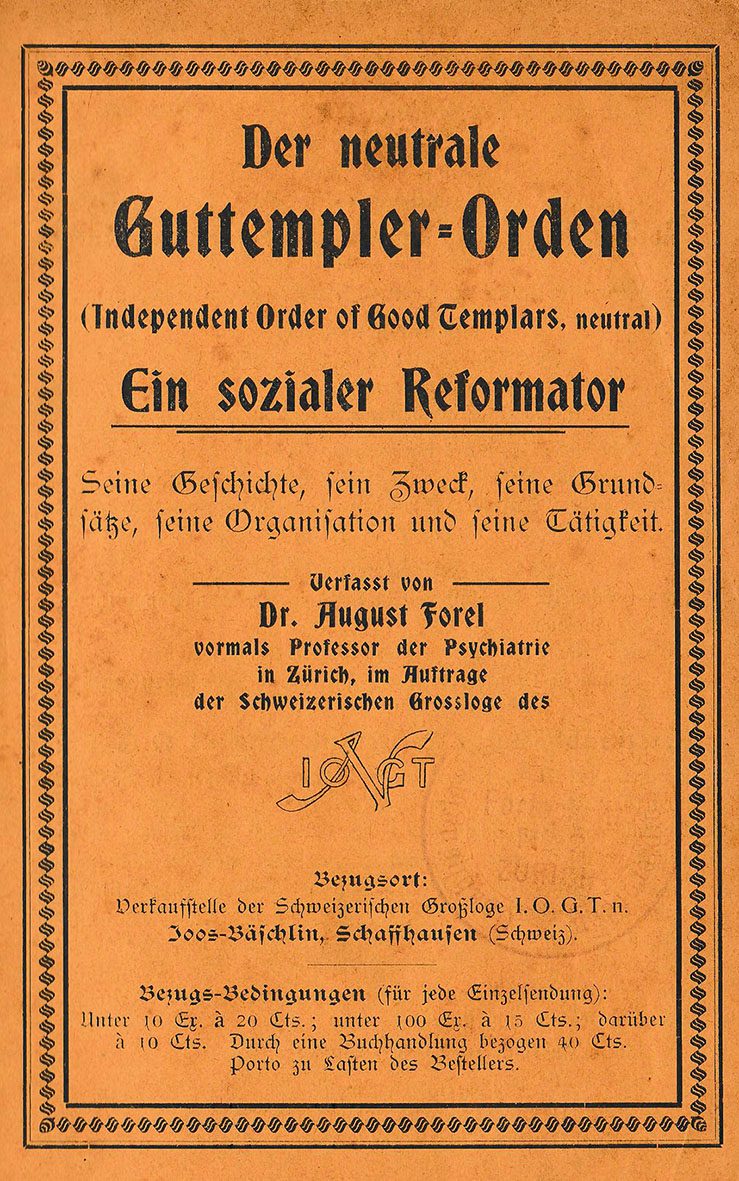 Der neutrale
Guttempler=Orden
(Independent Order of Good Templars, neutral)
Ein sozialer Reformator
Seine Geschichte, sein Zweck, seine Grund=
sätze, seine Organisation und seine Tätigkeit.
Verfasst von
Dr. August Forel
vormals Professor der Psychiatrie
in Zürich, im Auftrage
der Schweizerischen Grossloge des
I O N G T
Bezugsort:
Verkaufstelle der Schweizerischen Großloge I. O. G. T. n.
Joos-Bäschlin, Schaffhausen (Schweiz).
Bezugs-Bedingungen (für jede Einzelsendung):
Unter 10 Ex. à 20 Cts.; unter 100 Ex. à 15 Cts.; darüber
à 10 Cts. Durch eine Buchhandlung bezogen 40 Cts.
Porto zu Lasten des Bestellers.